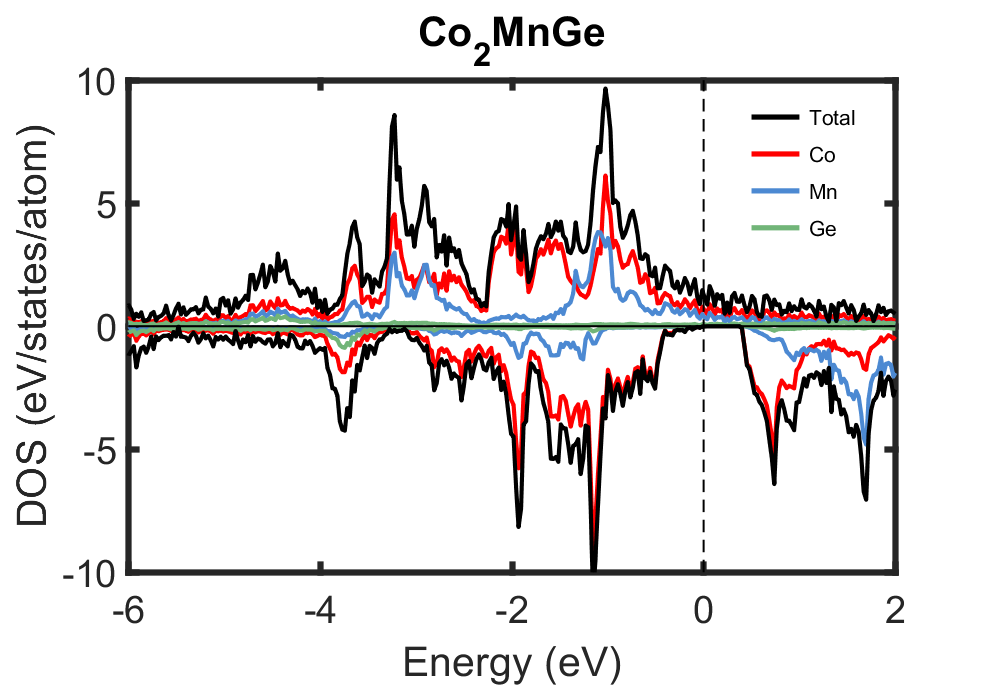 Co₂MnGe
DOS (eV/states/atom)
10
5
0
-5
-10
Total
Co
Mn
Ge
-6 -4 -2 0 2
Energy (eV)